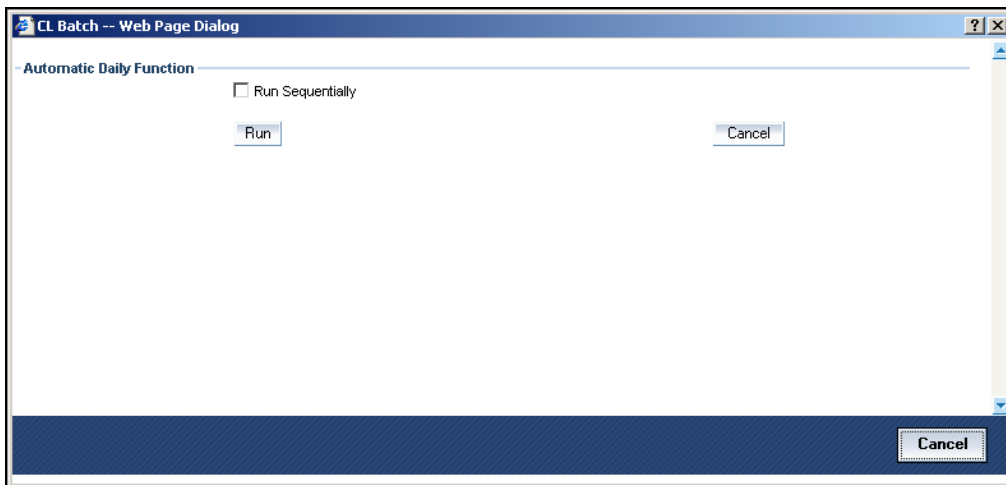 CL Batch -- Web Page Dialog
Automatic Daily Function
Run Sequentially
Run Cancel
Cancel